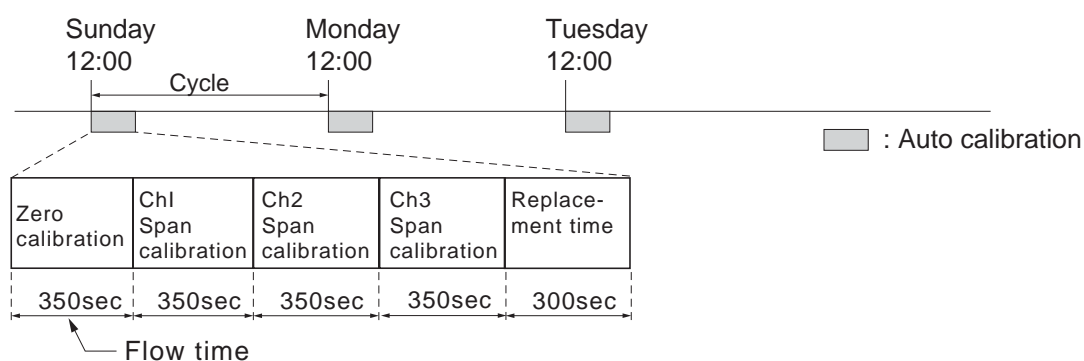 Sunday
12:00
Monday
12:00
Tuesday
12:00
Cycle
: Auto calibration
Zero
calibration
Ch1
Span
calibration
Ch2
Span
calibration
Ch3
Span
calibration
Replace-
ment time
350sec
350sec
350sec
350sec
300sec
Flow time